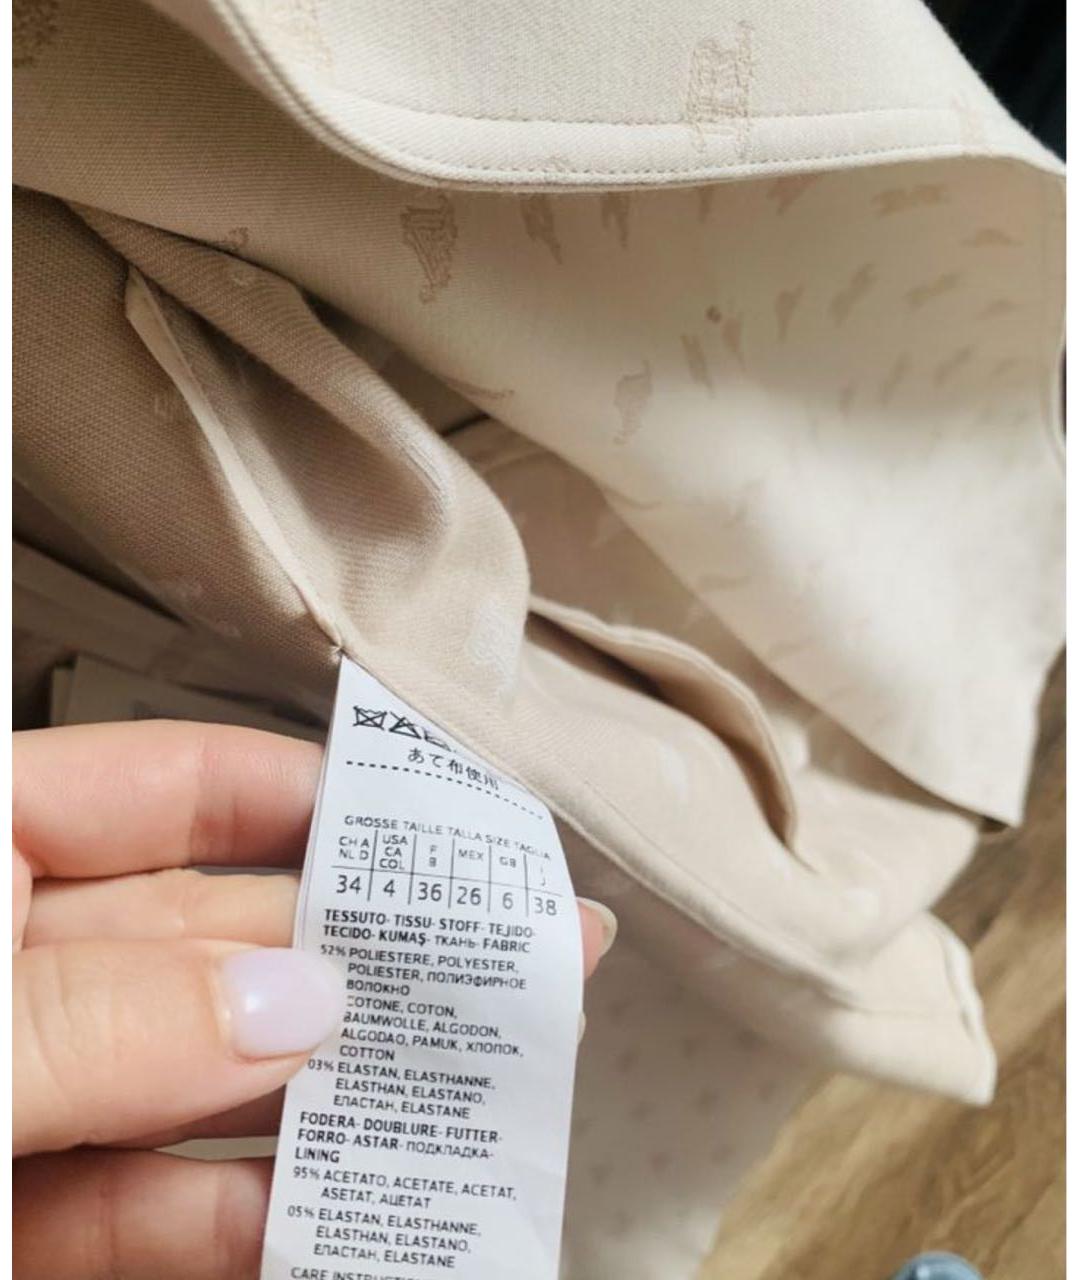 あて布使用
GROSSE TAILLE TALLA SIZE TAGLIA
CH A NL D USA CA COL F B MEX GB I J
34 4 36 26 6 38
TESSUTO- TISSU- STOFF- TEJIDO-
TECIDO- KUMAŞ- ТКАНЬ- FABRIC
52% POLIESTERE, POLYESTER,
POLIESTER, ПОЛИЭФИРНОЕ
ВОЛОКНО
COTONE, COTON,
BAUMWOLLE, ALGODON,
ALGODAO, PAMUK, ХЛОПОК,
COTTON
03% ELASTAN, ELASTHANNE,
ELASTHAN, ELASTANO,
ЕЛАСТАН, ELASTANE
FODERA- DOUBLURE- FUTTER-
FORRO- ASTAR- ПОДКЛАДКА-
LINING
95% ACETATO, ACETATE, ACETAT,
ASETAT, АЦЕТАТ
05% ELASTAN, ELASTHANNE,
ELASTHAN, ELASTANO,
ЕЛАСТАН, ELASTANE
CARE